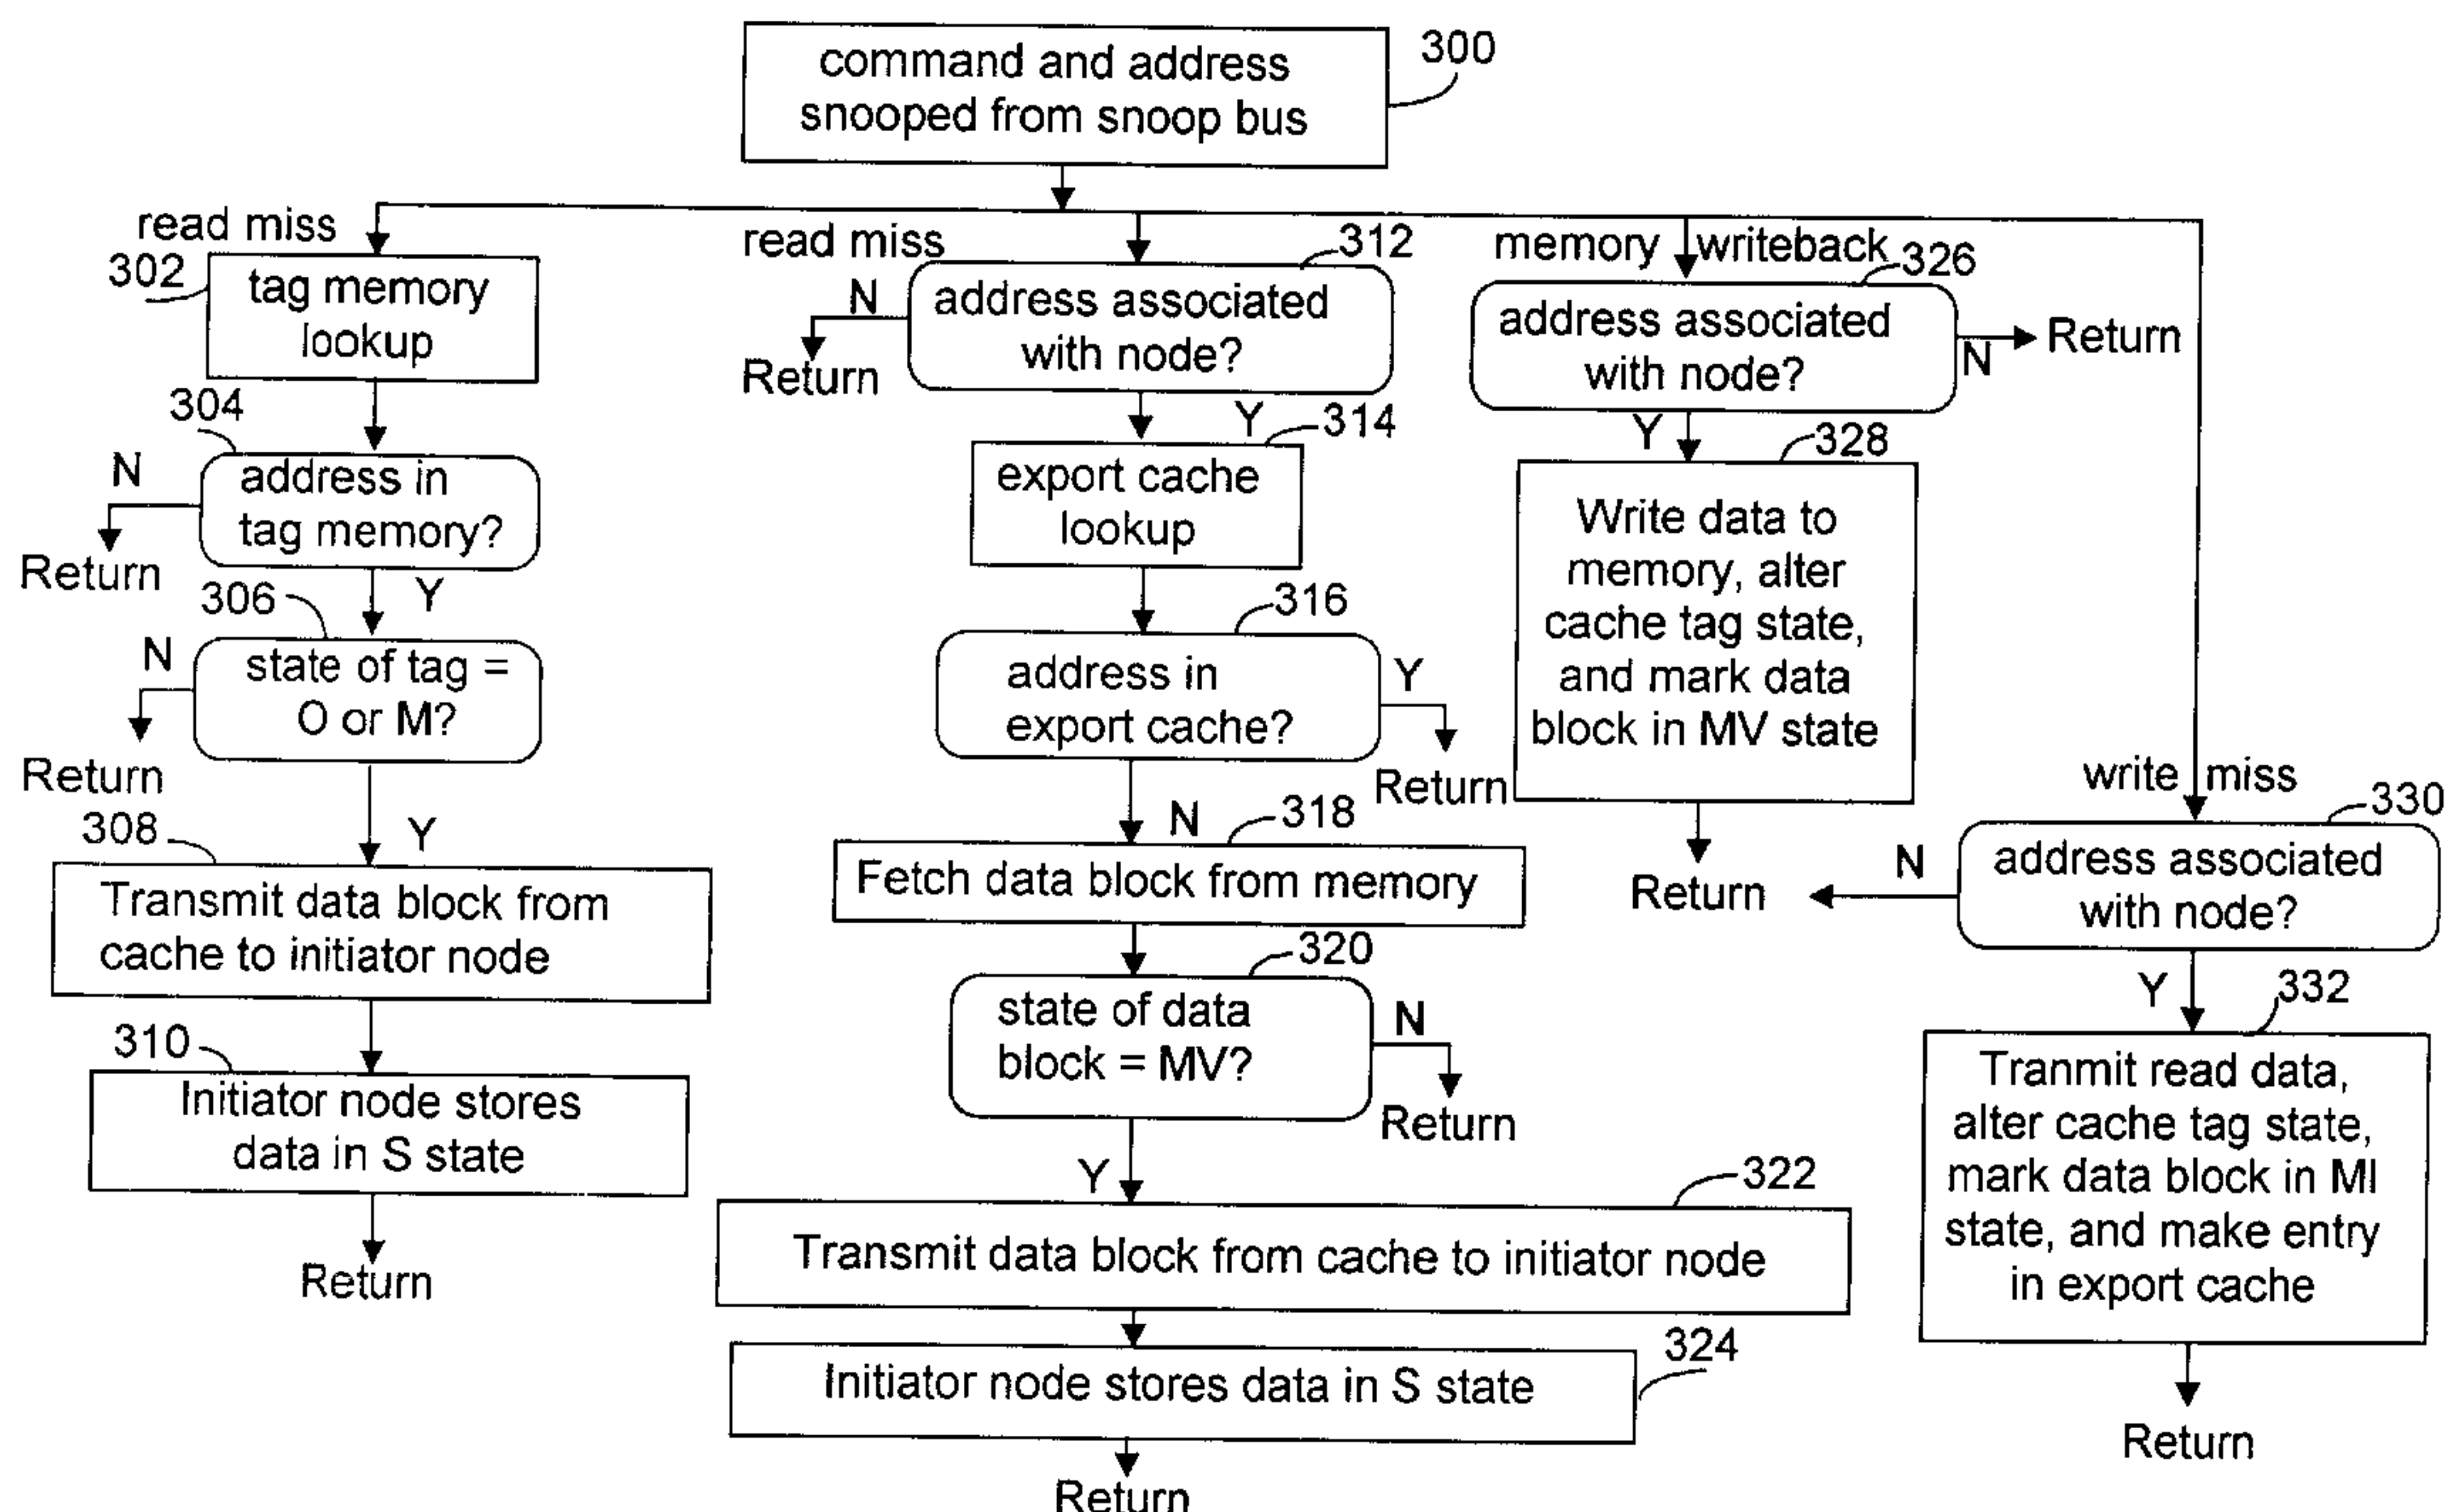 command and address
snooped from snoop bus
300
read miss
302
tag memory
lookup
304
address in
tag memory?
N
Return
Y
306
state of tag =
O or M?
N
Return
Y
308
Transmit data block from
cache to initiator node
310
Initiator node stores
data in S state
Return
read miss
312
address associated
with node?
N
Return
Y
314
export cache
lookup
316
address in
export cache?
Y
Return
N
318
Fetch data block from memory
320
state of data
block = MV?
N
Return
Y
322
Transmit data block from cache to initiator node
324
Initiator node stores data in S state
Return
memory writeback
326
address associated
with node?
N
Return
Y
328
Write data to
memory, alter
cache tag state,
and mark data
block in MV state
Return
write miss
330
address associated
with node?
N
Y
332
Tranmit read data,
alter cache tag state,
mark data block in MI
state, and make entry
in export cache
Return